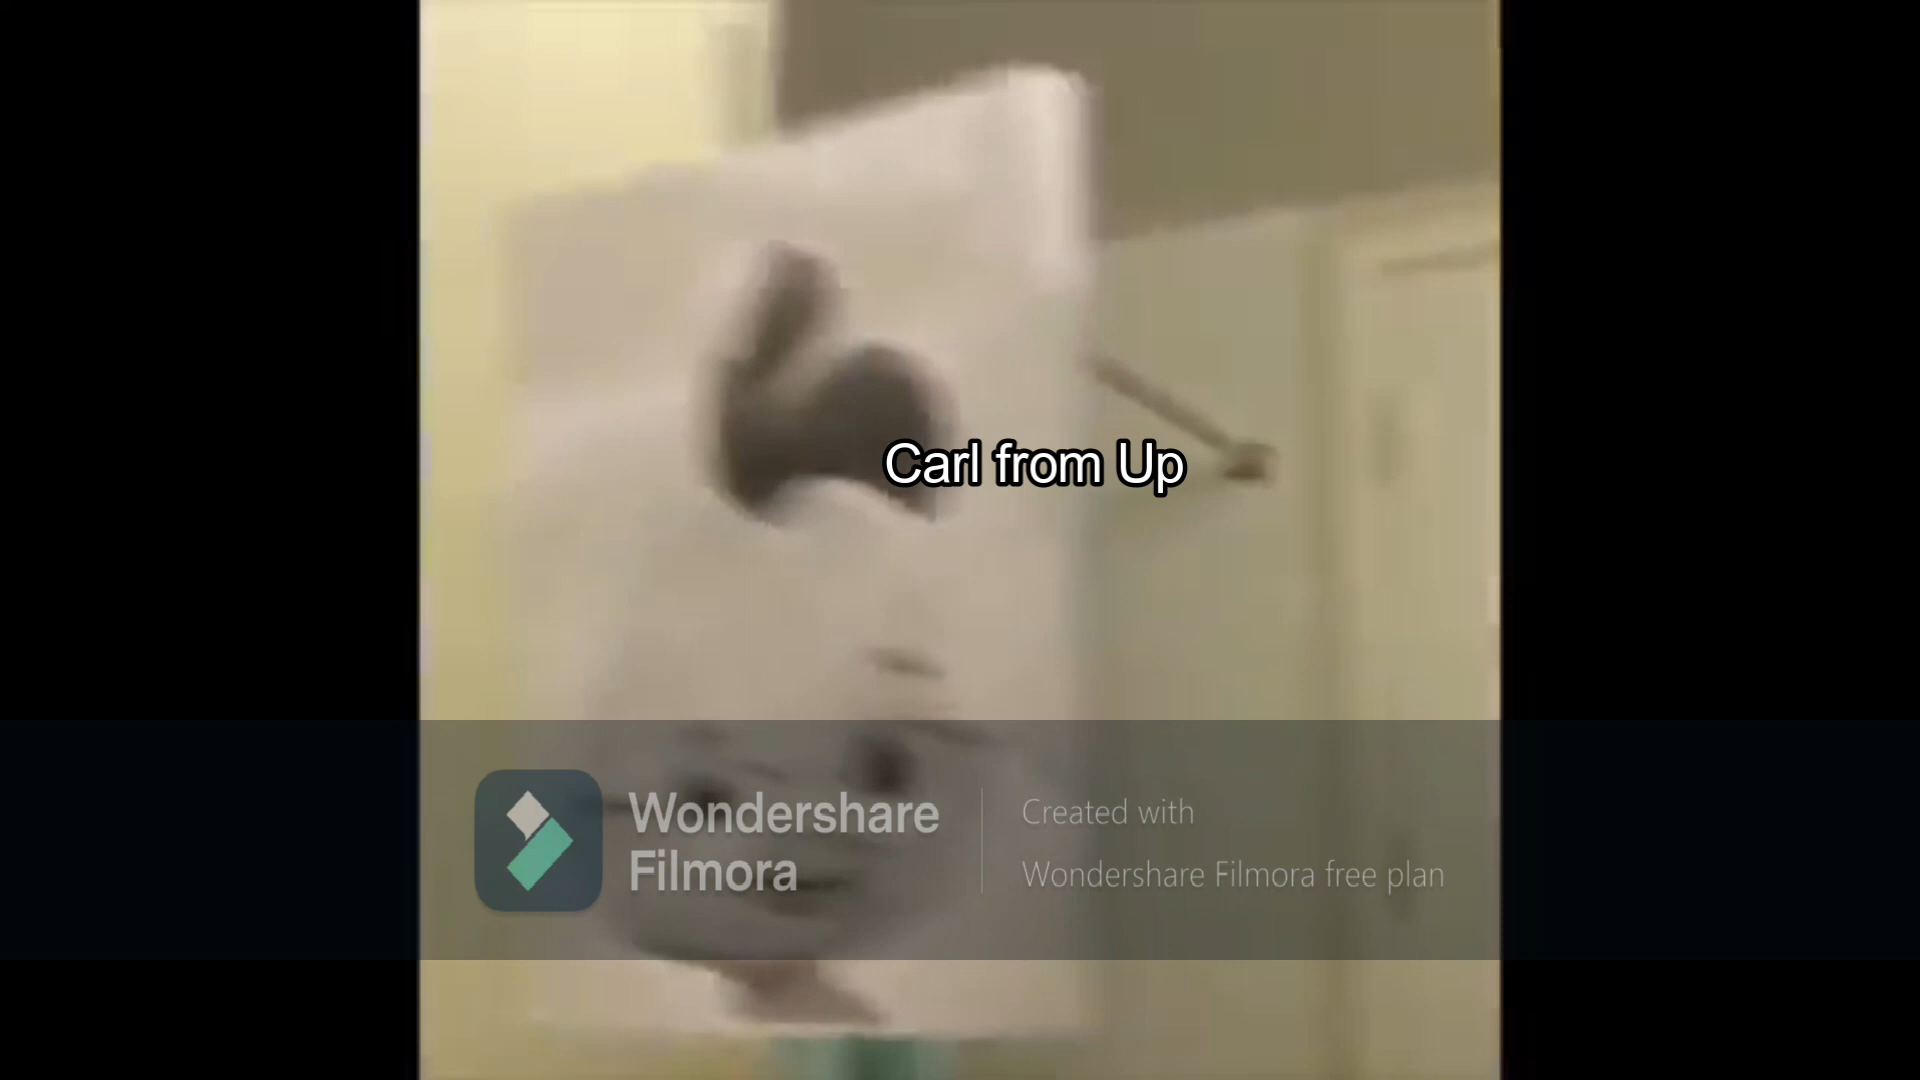 Carl from Up
Wondershare
Filmora
Created with
Wondershare Filmora free plan